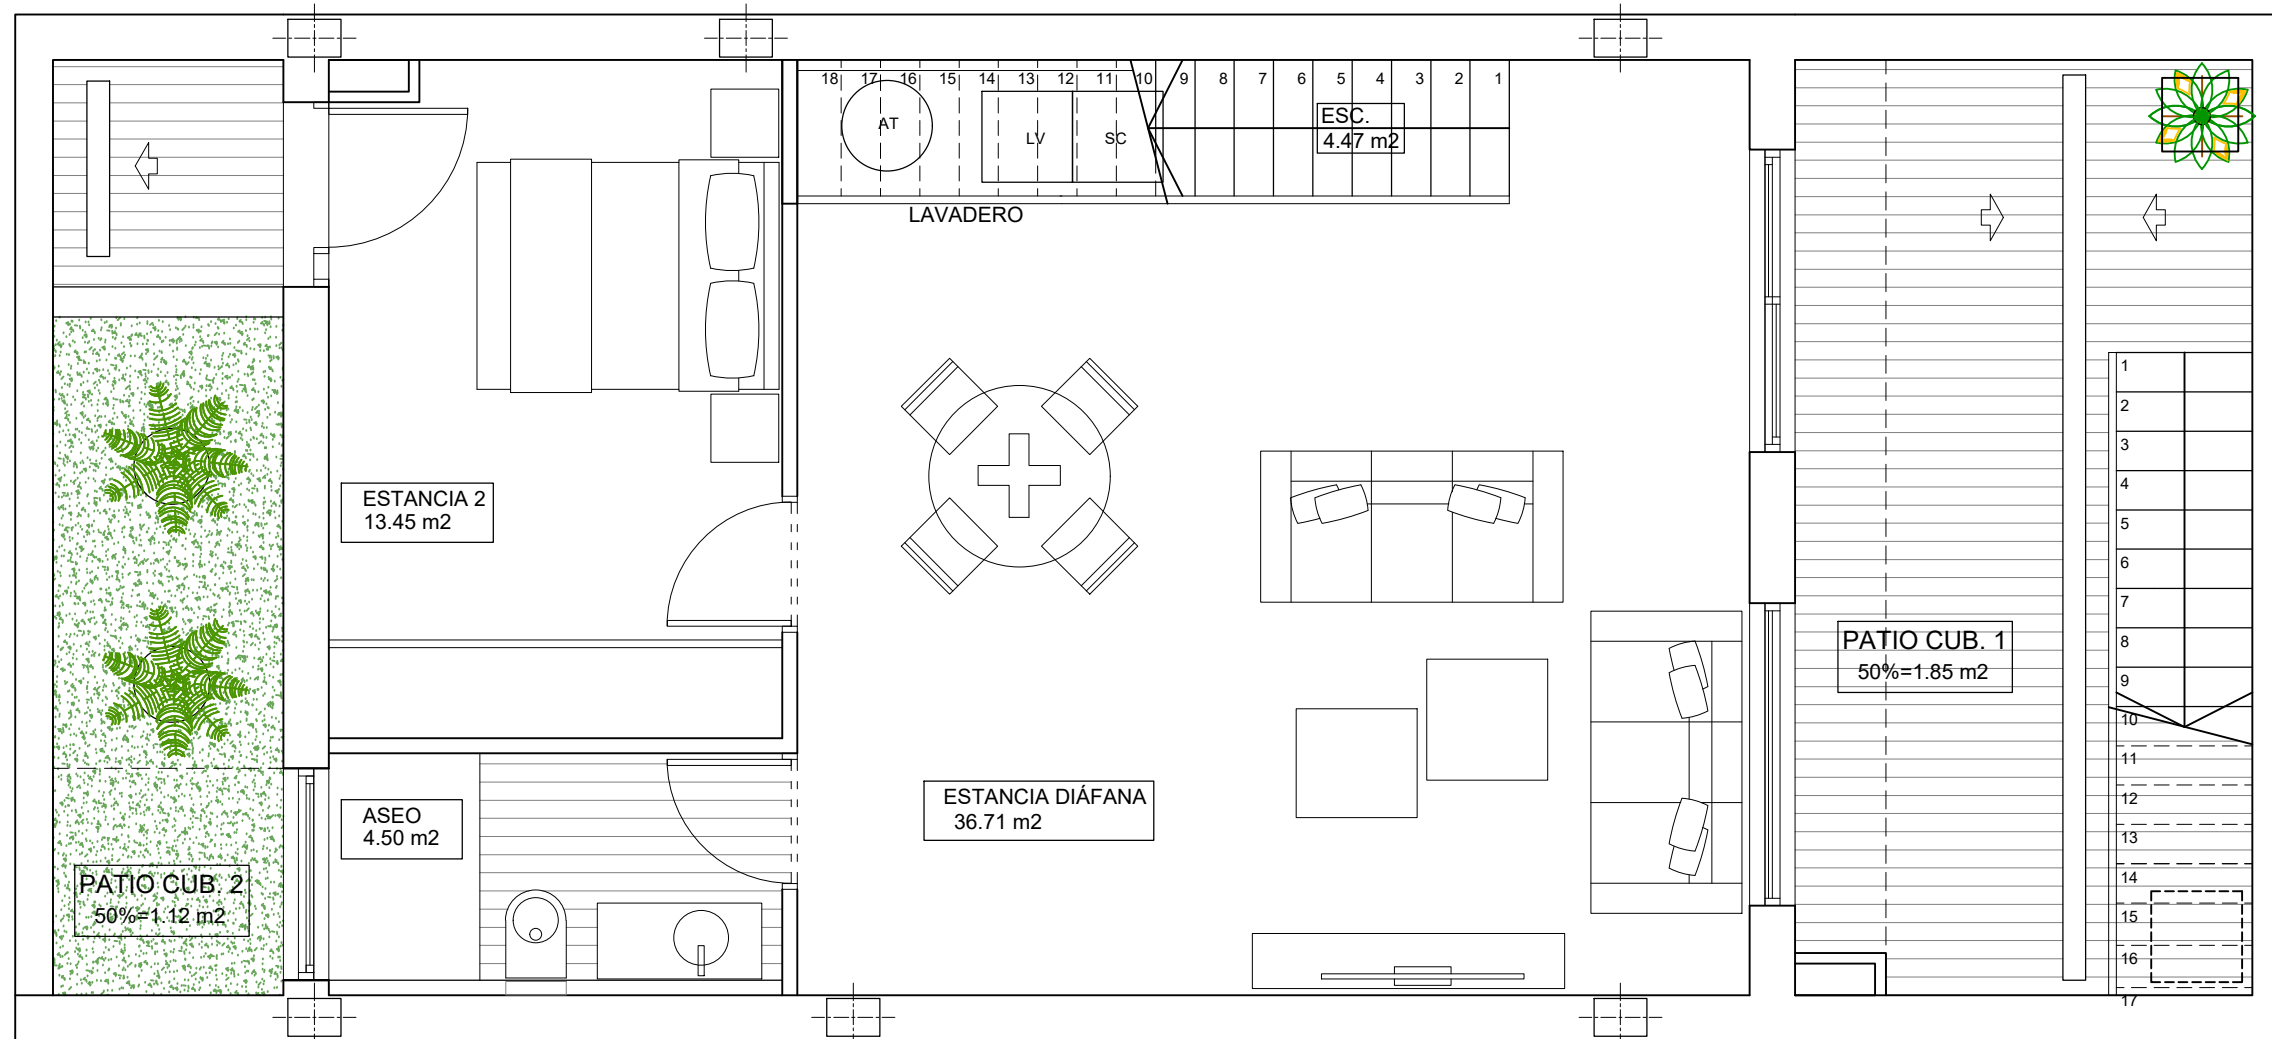 18 17 16 15 14 13 12 11 10 9 8 7 6 5 4 3 2 1
AT
LV
SC
ESC.
4.47 m2
LAVADERO
ESTANCIA 2
13.45 m2
ASEO
4.50 m2
ESTANCIA DIÁFANA
36.71 m2
PATIO CUB. 2
50%=1.12 m2
PATIO CUB. 1
50%=1.85 m2
1
2
3
4
5
6
7
8
9
10
11
12
13
14
15
16
17